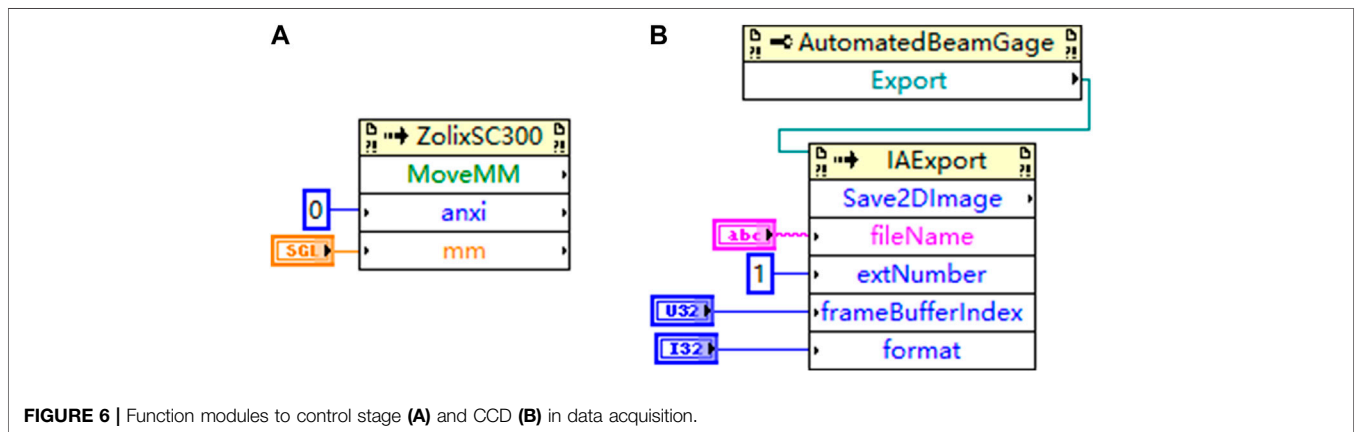 A
ZolixSC300
MoveMM
0
anxi
SGL
mm
B
AutomatedBeamGage
Export
IAExport
Save2DImage
abc
fileName
1
extNumber
U32
frameBufferIndex
I32
format
FIGURE 6 | Function modules to control stage (A) and CCD (B) in data acquisition.